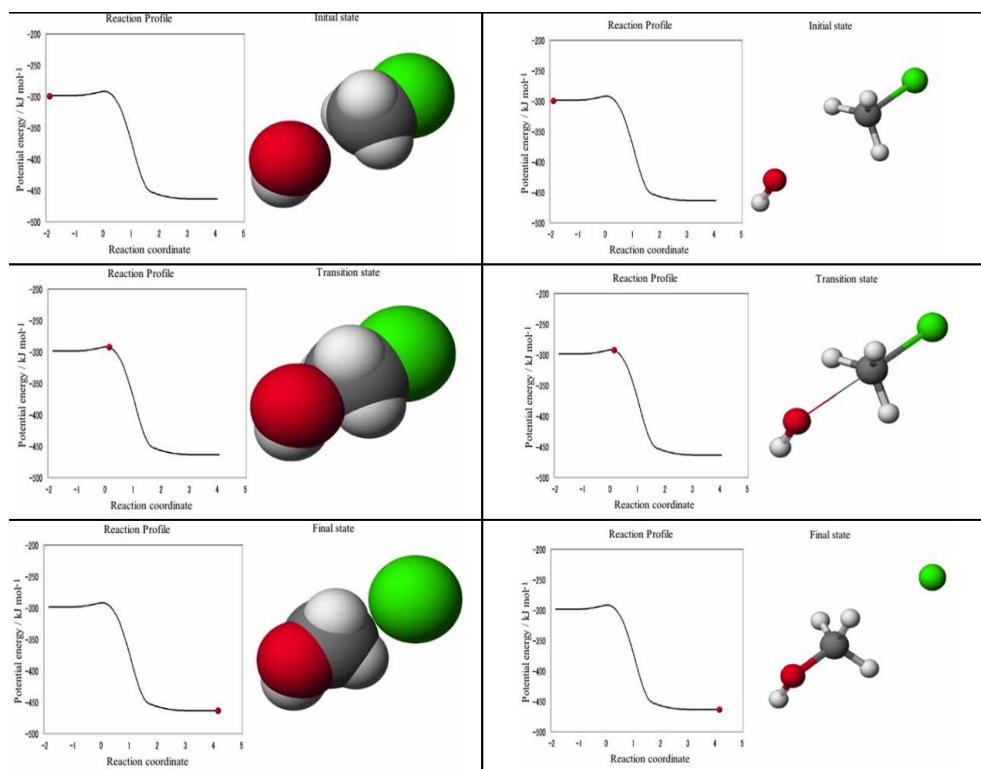 Reaction Profile
Initial state
Potential energy / kJ mol⁻¹
-200
-250
-300
-350
-400
-450
-500
-2 -1 0 1 2 3 4 5
Reaction coordinate
Reaction Profile
Initial state
Potential energy / kJ mol⁻¹
-200
-250
-300
-350
-400
-450
-500
-2 -1 0 1 2 3 4 5
Reaction coordinate
Reaction Profile
Transition state
Potential energy / kJ mol⁻¹
-200
-250
-300
-350
-400
-450
-500
-2 -1 0 1 2 3 4 5
Reaction coordinate
Reaction Profile
Transition state
Potential energy / kJ mol⁻¹
-200
-250
-300
-350
-400
-450
-500
-2 -1 0 1 2 3 4 5
Reaction coordinate
Reaction Profile
Final state
Potential energy / kJ mol⁻¹
-200
-250
-300
-350
-400
-450
-500
-2 -1 0 1 2 3 4 5
Reaction coordinate
Reaction Profile
Final state
Potential energy / kJ mol⁻¹
-200
-250
-300
-350
-400
-450
-500
-2 -1 0 1 2 3 4 5
Reaction coordinate